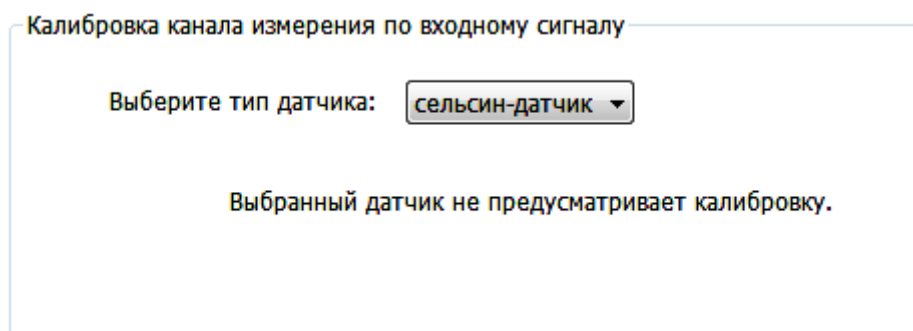 Калибровка канала измерения по входному сигналу
Выберите тип датчика: сельсин-датчик
Выбранный датчик не предусматривает калибровку.